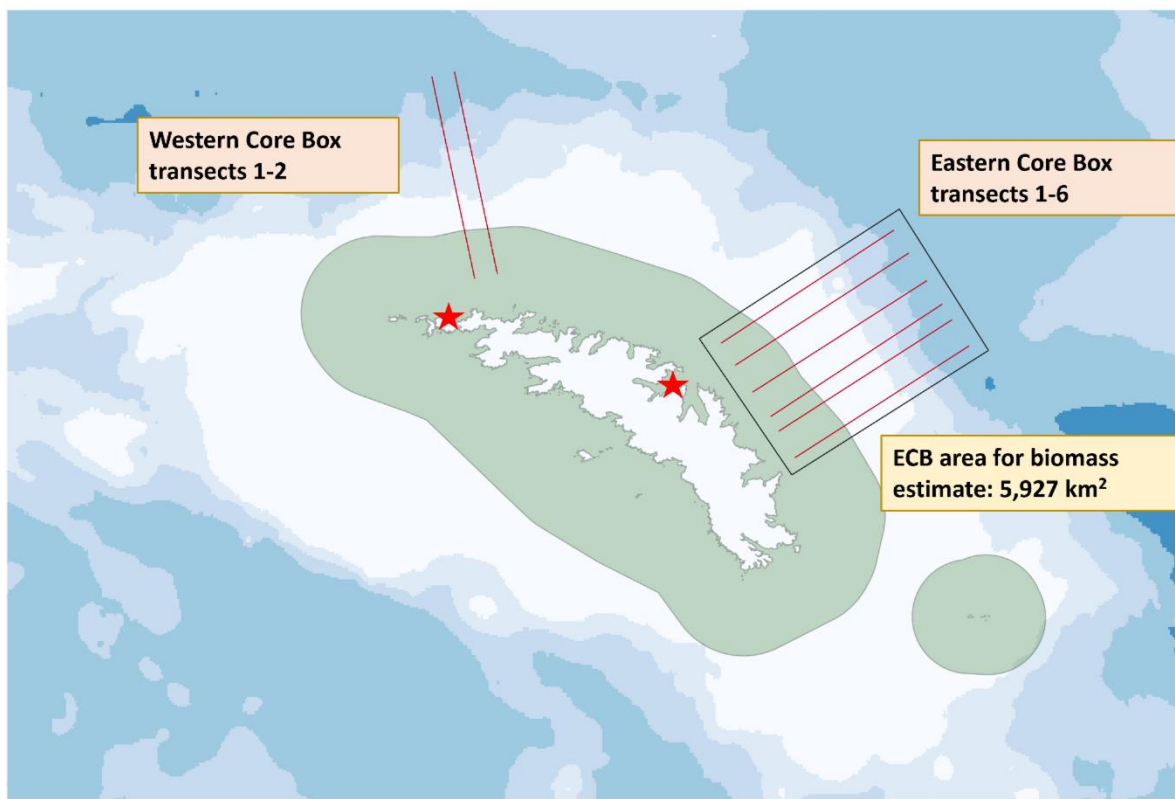 Western Core Box
transects 1-2
Eastern Core Box
transects 1-6
ECB area for biomass
estimate: 5,927 km²